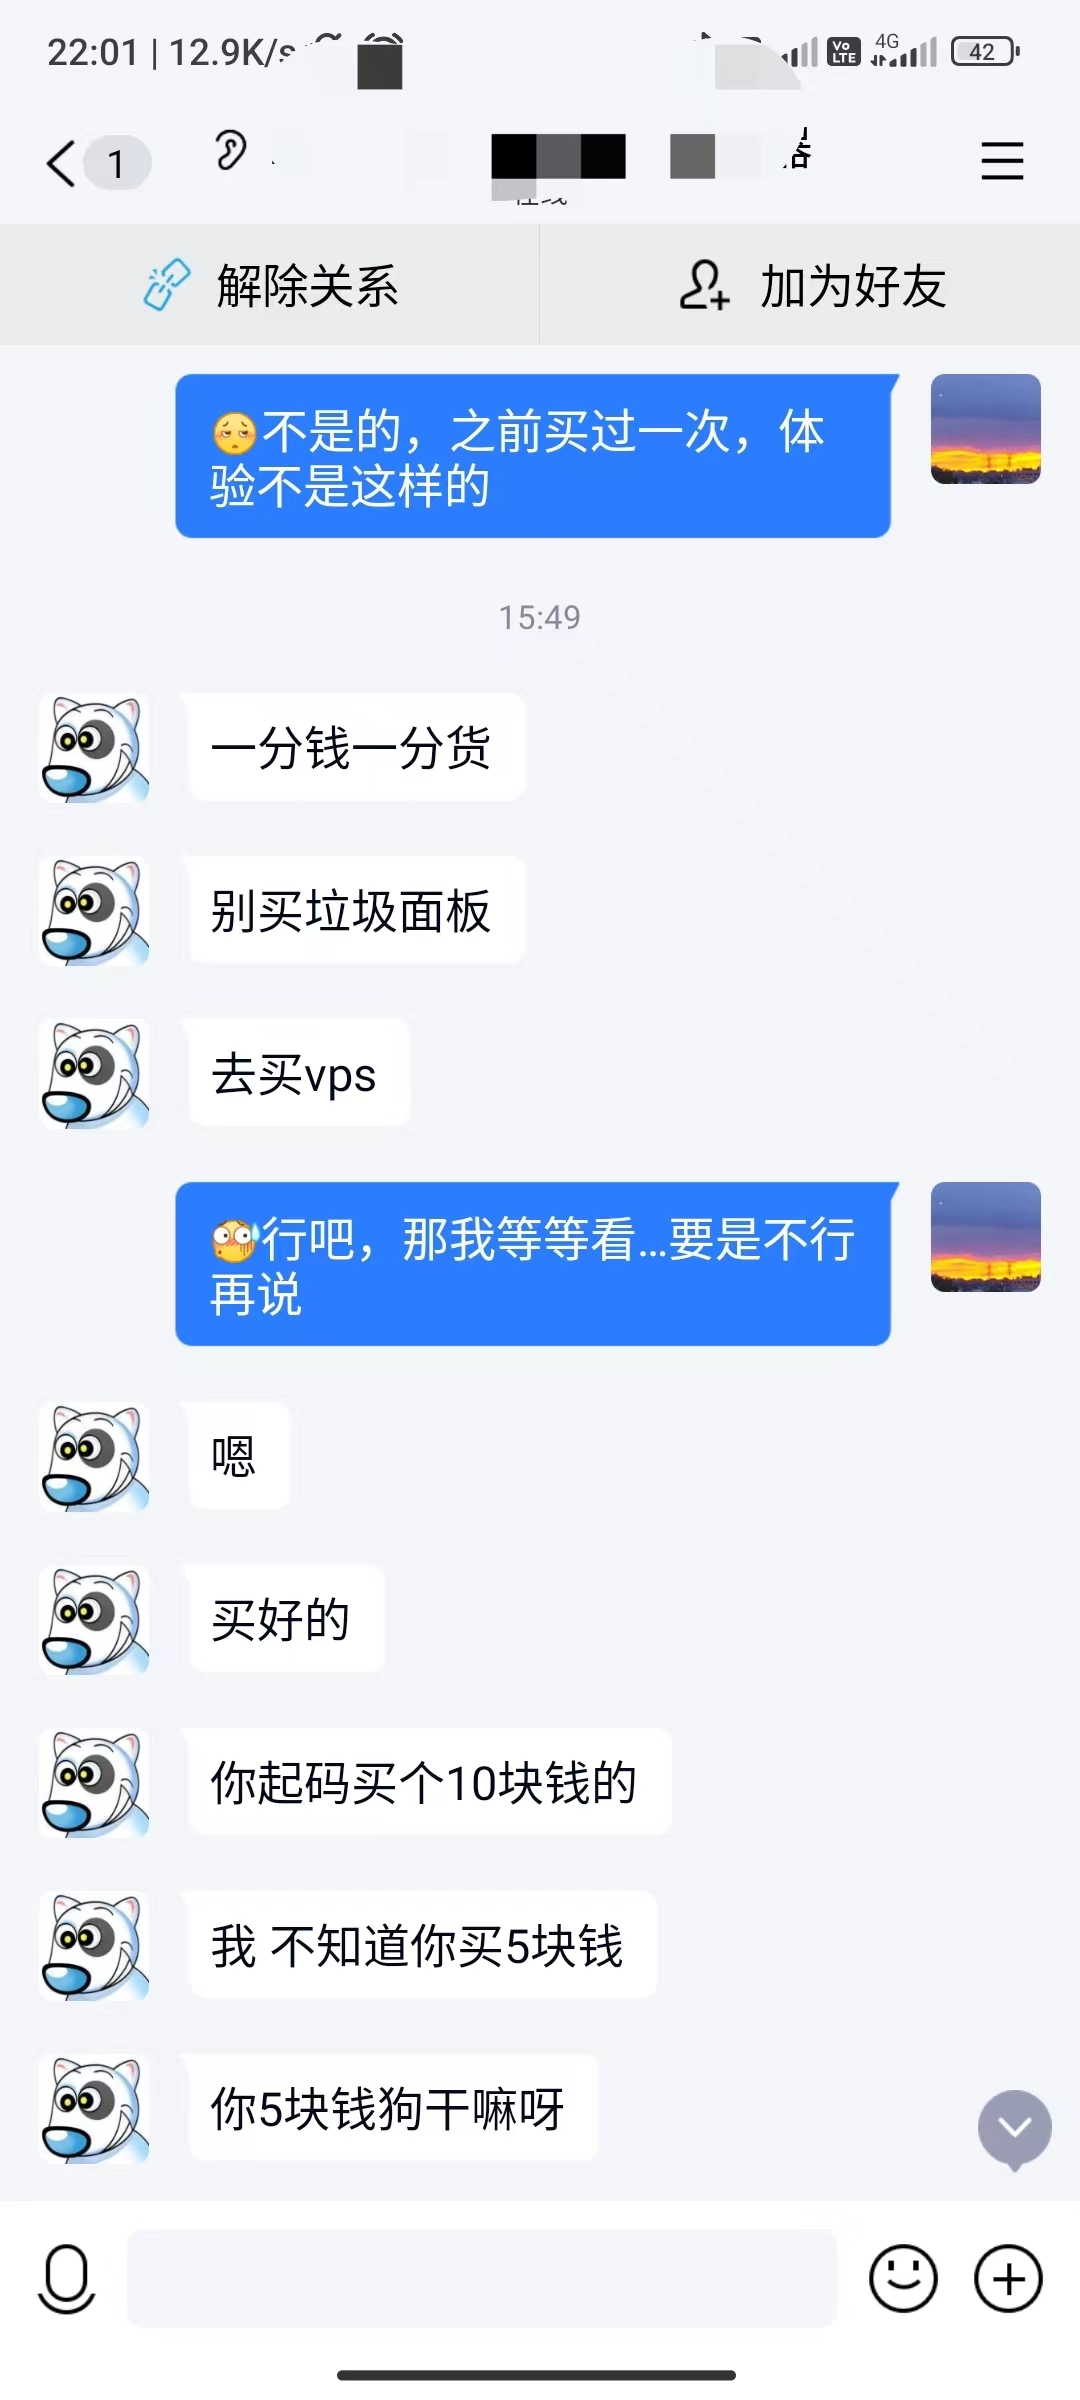 22:01 | 12.9K/s
Vo LTE 4G 42
1
解除关系
加为好友
不是的，之前买过一次，体
验不是这样的
15:49
一分钱一分货
别买垃圾面板
去买vps
行吧，那我等等看...要是不行
再说
嗯
买好的
你起码买个10块钱的
我 不知道你买5块钱
你5块钱狗干嘛呀